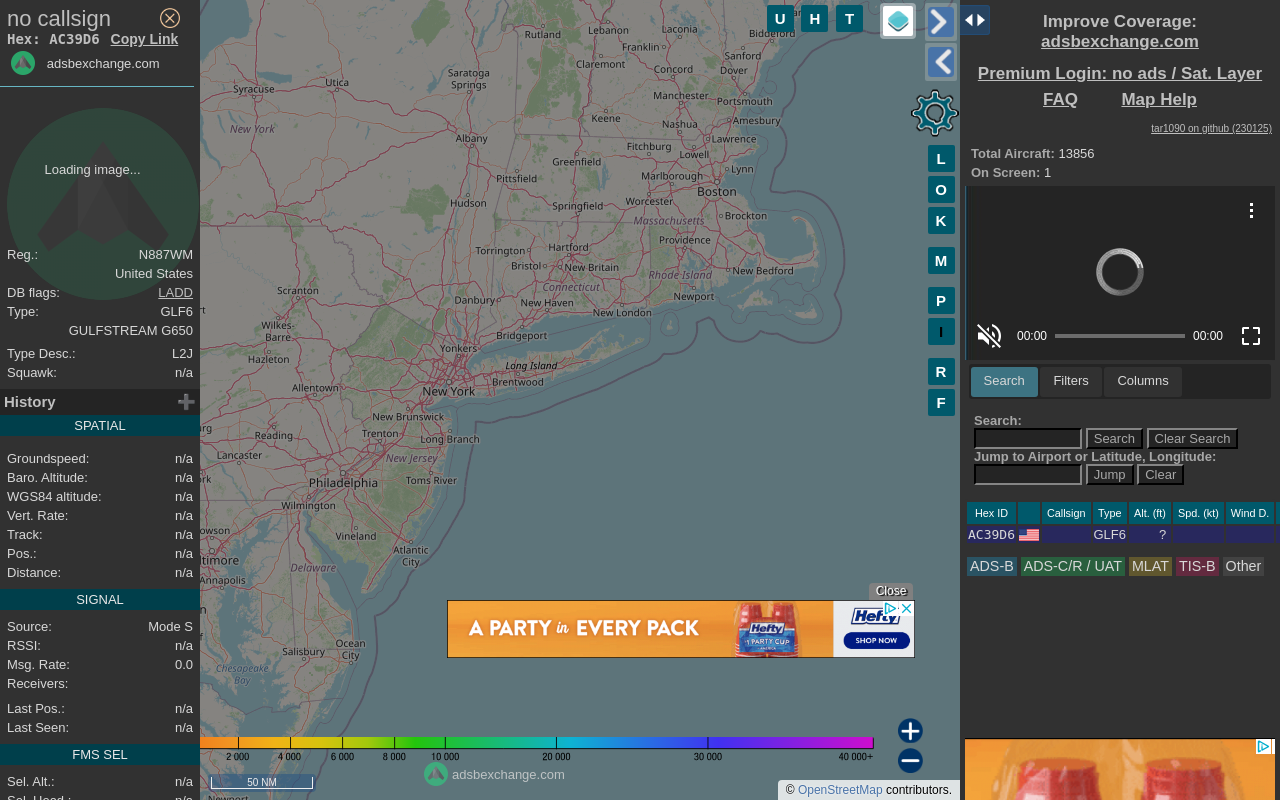 no callsign
Hex: AC39D6 Copy Link
adsbexchange.com
Loading image...
Reg.: N887WM
United States
DB flags: LADD
Type: GLF6
GULFSTREAM G650
Type Desc.: L2J
Squawk: n/a
History
SPATIAL
Groundspeed: n/a
Baro. Altitude: n/a
WGS84 altitude: n/a
Vert. Rate: n/a
Track: n/a
Pos.: n/a
Distance: n/a
SIGNAL
Source: Mode S
RSSI: n/a
Msg. Rate: 0.0
Receivers:
Last Pos.: n/a
Last Seen: n/a
FMS SEL
Sel. Alt.: n/a
U H T
L
O
K
M
P
I
R
F
Rutland
Lebanon
Laconia
Biddeford
Franklin
Sanford
Claremont
Concord
Dover
Utica
Saratoga
Springs
Syracuse
Manchester
Portsmouth
Keene
Nashua
Amesbury
New York
Albany
Fitchburg
Lawrence
Lowell
Greenfield
Lynn
Pittsfield
Marlborough
Boston
Worcester
Hudson
Springfield
Massachusetts
Brockton
Providence
Torrington
Hartford
Bristol
New Britain
Rhode Island
New Bedford
Connecticut
Scranton
Danbury
New Haven
Newport
New London
Wilkes-
Barre
Bridgeport
Yonkers
Hazleton
Long Island
Allentown
New York
Brentwood
New Brunswick
Reading
Trenton
Long Branch
Lancaster
New Jersey
Philadelphia
Toms River
Wilmington
Vineland
Atlantic
City
Annapolis
Delaware
Ocean
City
Salisbury
Chesapeake
Bay
Close
A PARTY in EVERY PACK
Hefty
PARTY CUP
Hefty
SHOP NOW
2 000 4 000 6 000 8 000 10 000 20 000 30 000 40 000+
50 NM
adsbexchange.com
© OpenStreetMap contributors.
Improve Coverage:
adsbexchange.com
Premium Login: no ads / Sat. Layer
FAQ Map Help
tar1090 on github (230125)
Total Aircraft: 13856
On Screen: 1
00:00 00:00
Search Filters Columns
Search:
Search Clear Search
Jump to Airport or Latitude, Longitude:
Jump Clear
Hex ID Callsign Type Alt. (ft) Spd. (kt) Wind D.
AC39D6 GLF6 ?
ADS-B ADS-C/R / UAT MLAT TIS-B Other